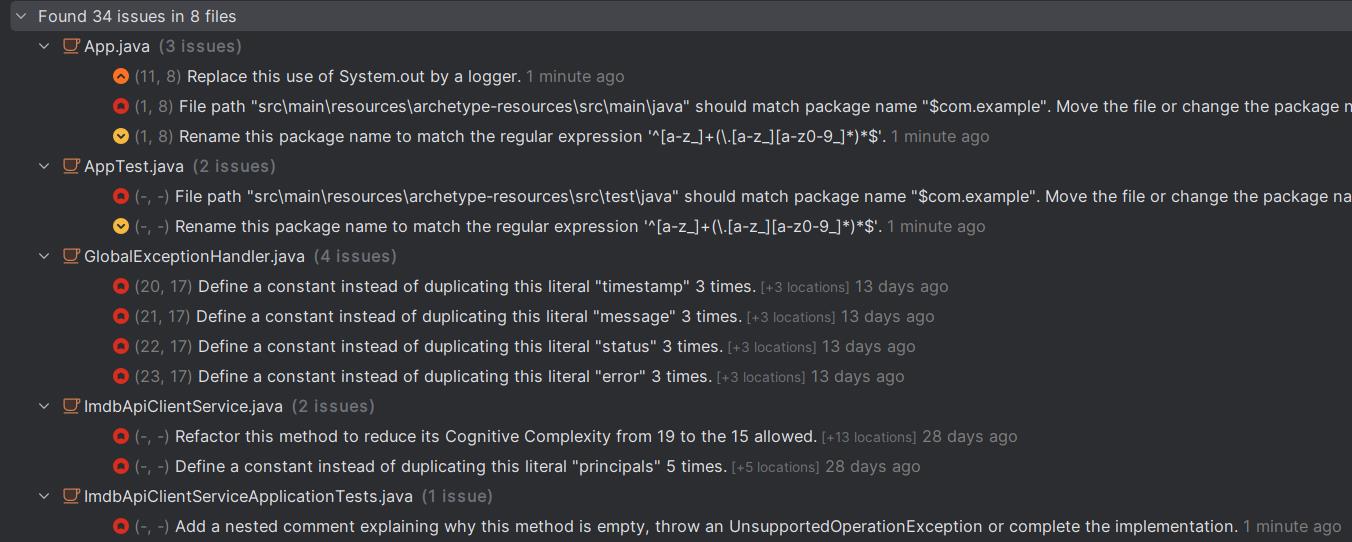 Found 34 issues in 8 files
App.java (3 issues)
(11, 8) Replace this use of System.out by a logger. 1 minute ago
(1, 8) File path "src\main\resources\archetype-resources\src\main\java" should match package name "$com.example". Move the file or change the package n
(1, 8) Rename this package name to match the regular expression '^[a-z_]+(\.[a-z_][a-z0-9_]*)*$'. 1 minute ago
AppTest.java (2 issues)
(-, -) File path "src\main\resources\archetype-resources\src\test\java" should match package name "$com.example". Move the file or change the package na
(-, -) Rename this package name to match the regular expression '^[a-z_]+(\.[a-z_][a-z0-9_]*)*$'. 1 minute ago
GlobalExceptionHandler.java (4 issues)
(20, 17) Define a constant instead of duplicating this literal "timestamp" 3 times. [+3 locations] 13 days ago
(21, 17) Define a constant instead of duplicating this literal "message" 3 times. [+3 locations] 13 days ago
(22, 17) Define a constant instead of duplicating this literal "status" 3 times. [+3 locations] 13 days ago
(23, 17) Define a constant instead of duplicating this literal "error" 3 times. [+3 locations] 13 days ago
ImdbApiClientService.java (2 issues)
(-, -) Refactor this method to reduce its Cognitive Complexity from 19 to the 15 allowed. [+13 locations] 28 days ago
(-, -) Define a constant instead of duplicating this literal "principals" 5 times. [+5 locations] 28 days ago
ImdbApiClientServiceApplicationTests.java (1 issue)
(-, -) Add a nested comment explaining why this method is empty, throw an UnsupportedOperationException or complete the implementation. 1 minute ago